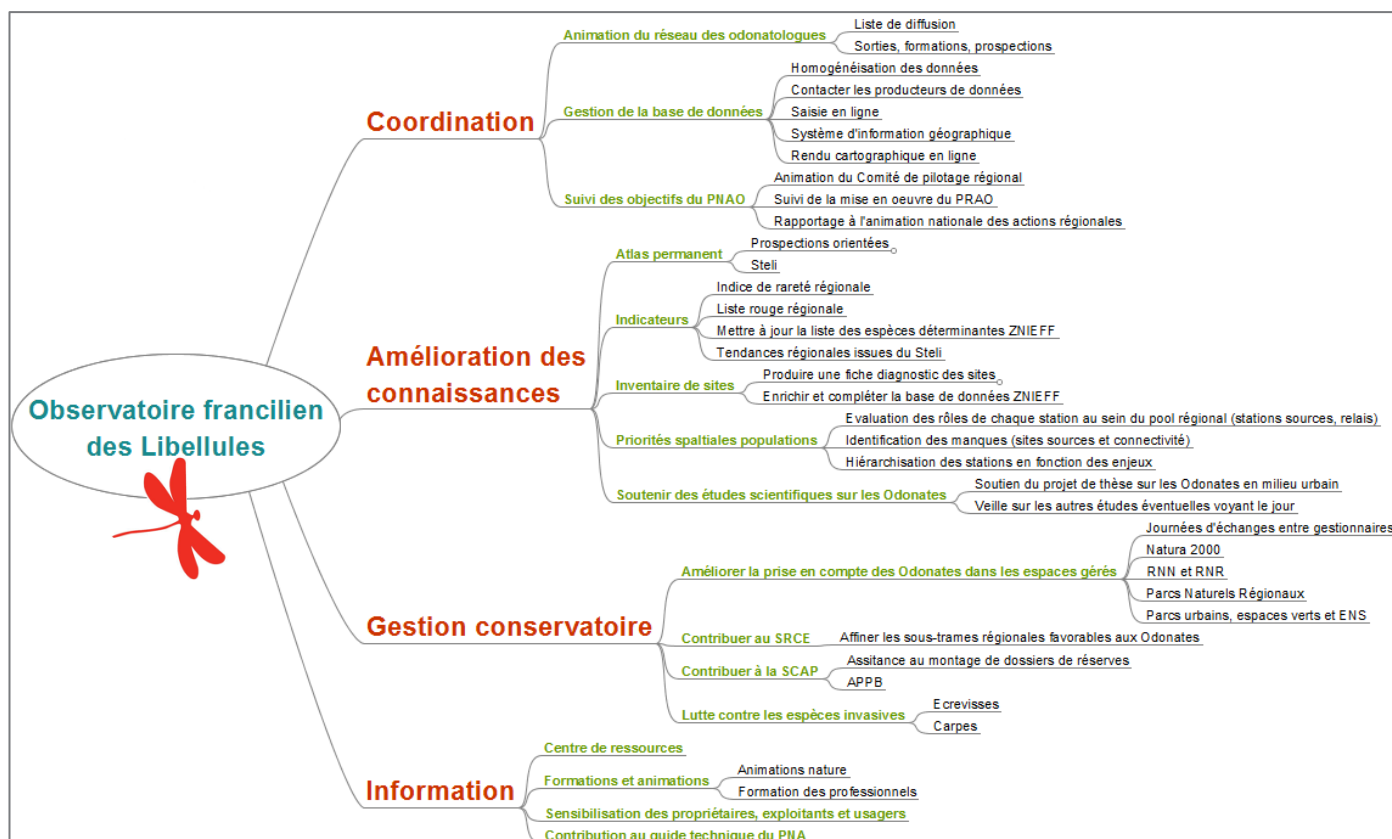 Observatoire francilien
des Libellules
Coordination
Animation du réseau des odonatologues
Liste de diffusion
Sorties, formations, prospections
Gestion de la base de données
Homogénéisation des données
Contacter les producteurs de données
Saisie en ligne
Système d'information géographique
Rendu cartographique en ligne
Suivi des objectifs du PNAO
Animation du Comité de pilotage régional
Suivi de la mise en oeuvre du PRAO
Rapportage à l'animation nationale des actions régionales
Amélioration des
connaissances
Atlas permanent
Prospections orientées
Steli
Indicateurs
Indice de rareté régionale
Liste rouge régionale
Mettre à jour la liste des espèces déterminantes ZNIEFF
Tendances régionales issues du Steli
Inventaire de sites
Produire une fiche diagnostic des sites
Enrichir et compléter la base de données ZNIEFF
Priorités spaltiales populations
Evaluation des rôles de chaque station au sein du pool régional (stations sources, relais)
Identification des manques (sites sources et connectivité)
Hiérarchisation des stations en fonction des enjeux
Soutenir des études scientifiques sur les Odonates
Soutien du projet de thèse sur les Odonates en milieu urbain
Veille sur les autres études éventuelles voyant le jour
Gestion conservatoire
Améliorer la prise en compte des Odonates dans les espaces gérés
Journées d'échanges entre gestionnaires
Natura 2000
RNN et RNR
Parcs Naturels Régionaux
Parcs urbains, espaces verts et ENS
Contribuer au SRCE
Affiner les sous-trames régionales favorables aux Odonates
Contribuer à la SCAP
Assitance au montage de dossiers de réserves
APPB
Lutte contre les espèces invasives
Ecrevisses
Carpes
Information
Centre de ressources
Formations et animations
Animations nature
Formation des professionnels
Sensibilisation des propriétaires, exploitants et usagers
Contribution au guide technique du PNA